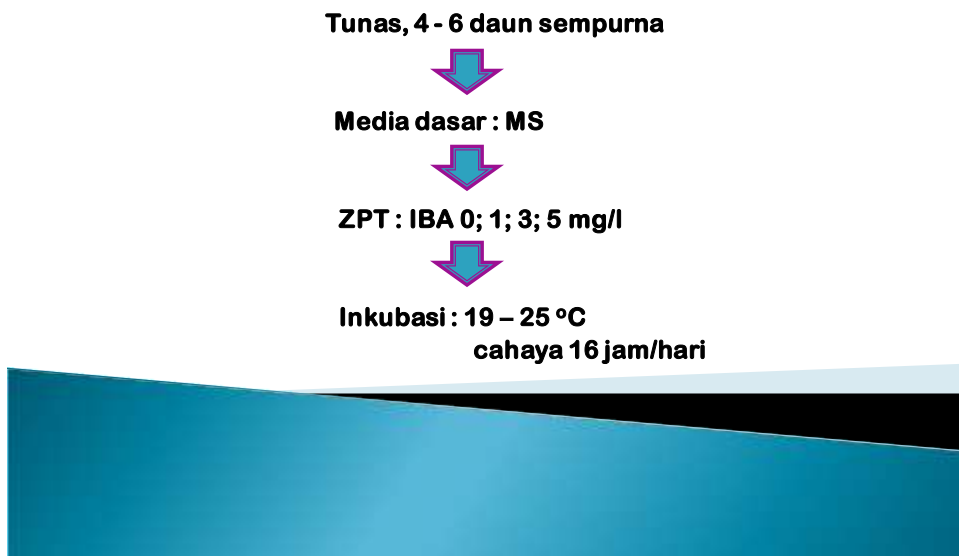 Tunas, 4 - 6 daun sempurna
Media dasar : MS
ZPT : IBA 0; 1; 3; 5 mg/l
Inkubasi : 19 – 25 ºC
cahaya 16 jam/hari